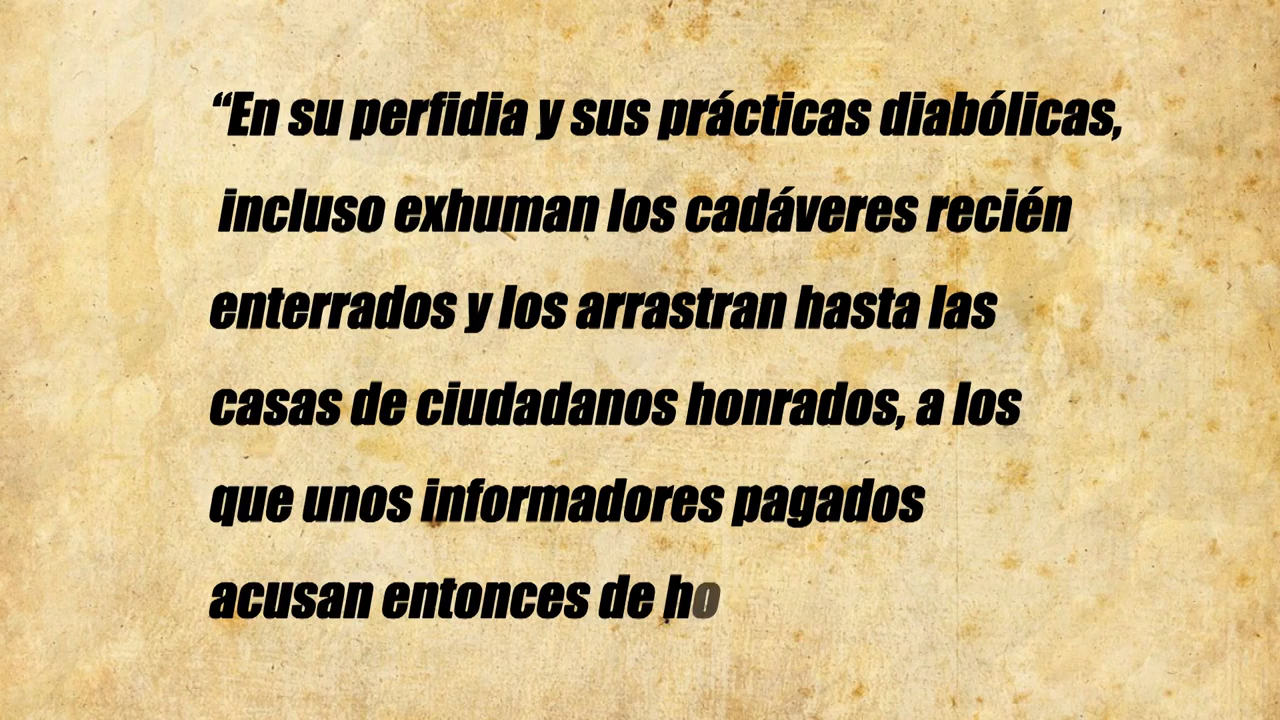 “En su perfidia y sus prácticas diabólicas,
incluso exhuman los cadáveres recién
enterrados y los arrastran hasta las
casas de ciudadanos honrados, a los
que unos informadores pagados
acusan entonces de ho